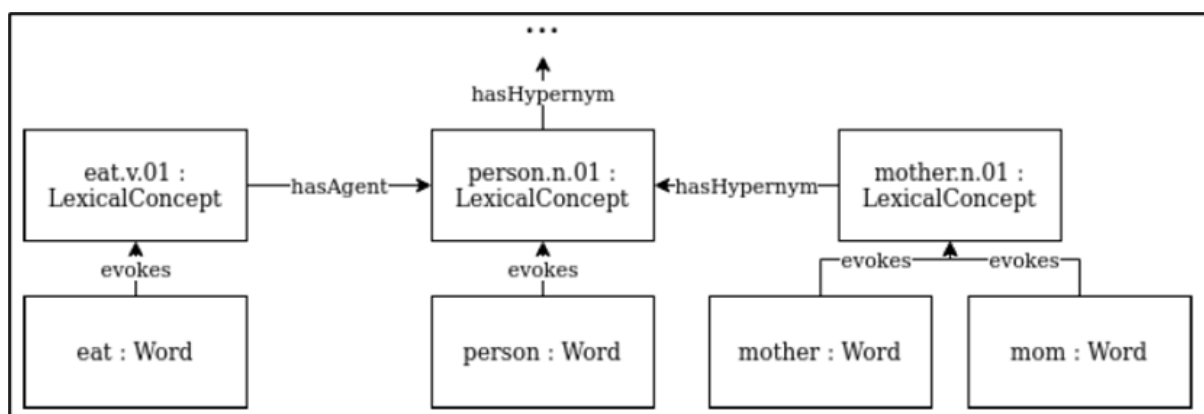 ...
hasHypernym
eat.v.01 :
LexicalConcept
hasAgent
person.n.01 :
LexicalConcept
hasHypernym
mother.n.01 :
LexicalConcept
evokes
evokes
evokes
evokes
eat : Word
person : Word
mother : Word
mom : Word